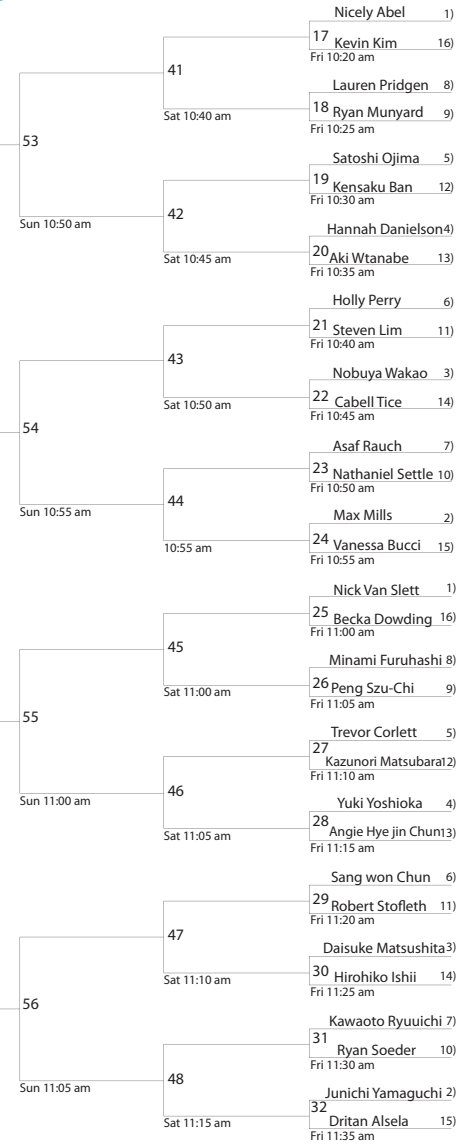 Nicely Abel 1)
17 Kevin Kim 16)
Fri 10:20 am
41
Lauren Pridgen 8)
18 Ryan Munyard 9)
Sat 10:40 am
Fri 10:25 am
53
Satoshi Ojima 5)
19 Kensaku Ban 12)
Fri 10:30 am
42
Sun 10:50 am
Hannah Danielson4)
20 Aki Wtanabe 13)
Sat 10:45 am
Fri 10:35 am
Holly Perry 6)
21 Steven Lim 11)
Fri 10:40 am
43
Nobuya Wakao 3)
22 Cabell Tice 14)
Sat 10:50 am
Fri 10:45 am
54
Asaf Rauch 7)
23 Nathaniel Settle 10)
Fri 10:50 am
44
Sun 10:55 am
Max Mills 2)
24 Vanessa Bucci 15)
10:55 am
Fri 10:55 am
Nick Van Slett 1)
25 Becka Dowding 16)
Fri 11:00 am
45
Minami Furuhashi 8)
26 Peng Szu-Chi 9)
Sat 11:00 am
Fri 11:05 am
55
Trevor Corlett 5)
27
Kazunori Matsubara12)
Fri 11:10 am
46
Sun 11:00 am
Yuki Yoshioka 4)
28
Angie Hye jin Chun13)
Sat 11:05 am
Fri 11:15 am
Sang won Chun 6)
29 Robert Stofleth 11)
Fri 11:20 am
47
Daisuke Matsushita3)
30 Hirohiko Ishii 14)
Sat 11:10 am
Fri 11:25 am
56
Kawaoto Ryuuichi 7)
31
Ryan Soeder 10)
Fri 11:30 am
48
Sun 11:05 am
Junichi Yamaguchi 2)
32
Dritan Alsela 15)
Sat 11:15 am
Fri 11:35 am